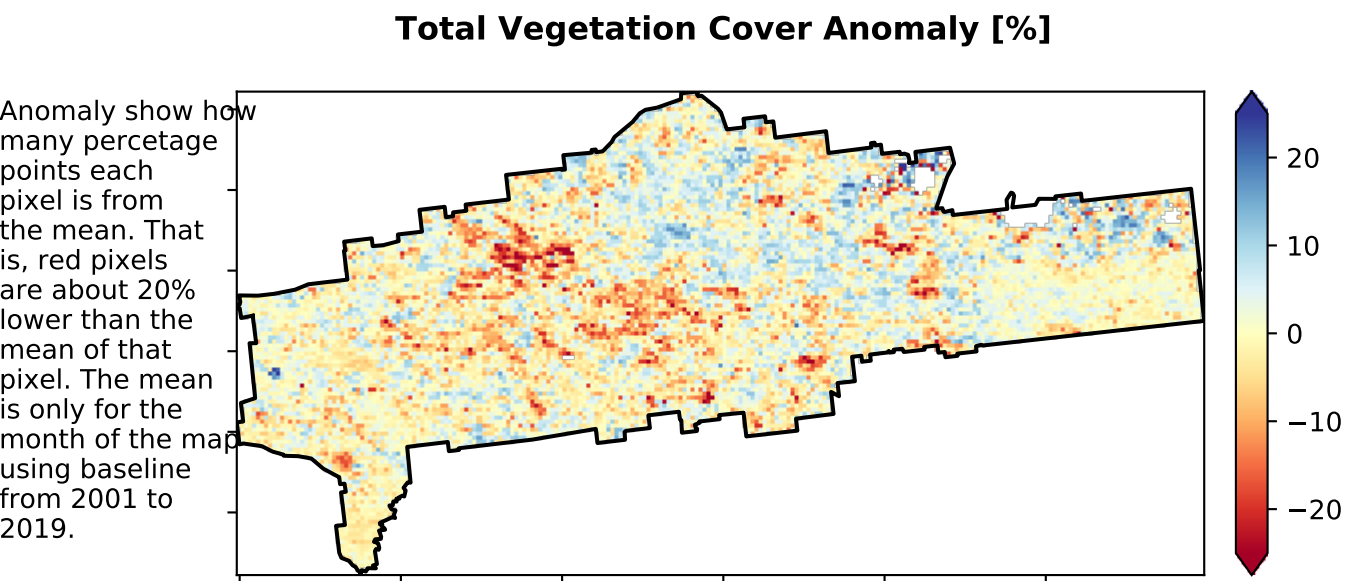 Total Vegetation Cover Anomaly [%]
Anomaly show how
many percetage
points each
pixel is from
the mean. That
is, red pixels
are about 20%
lower than the
mean of that
pixel. The mean
is only for the
month of the map
using baseline
from 2001 to
2019.
20
10
0
−10
−20